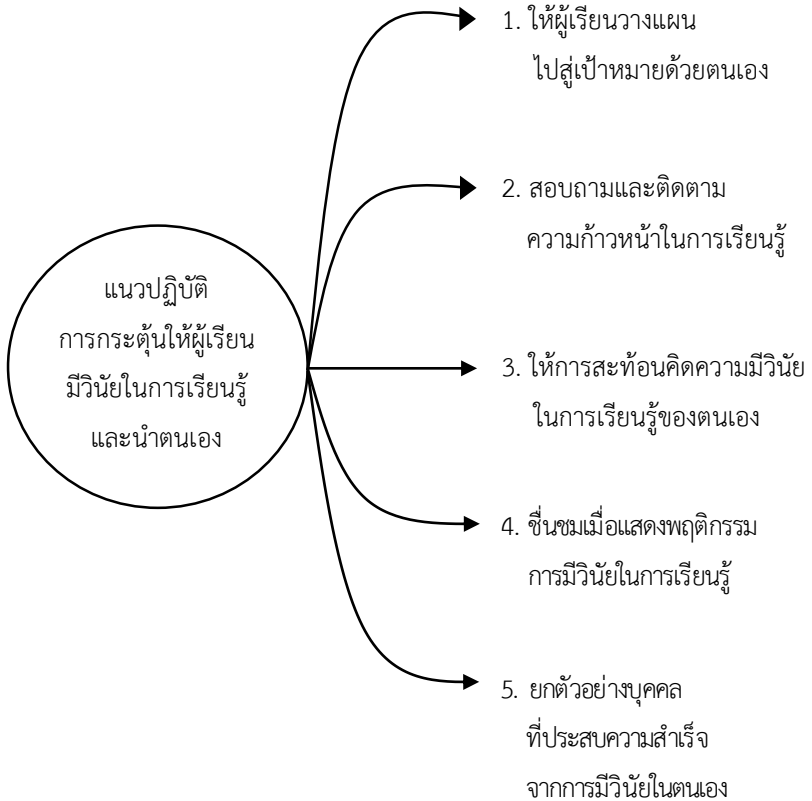 แนวปฏิบัติ
การกระตุ้นให้ผู้เรียน
มีวินัยในการเรียนรู้
และนำตนเอง
1. ให้ผู้เรียนวางแผน
ไปสู่เป้าหมายด้วยตนเอง
2. สอบถามและติดตาม
ความก้าวหน้าในการเรียนรู้
3. ให้การสะท้อนคิดความมีวินัย
ในการเรียนรู้ของตนเอง
4. ชื่นชมเมื่อแสดงพฤติกรรม
การมีวินัยในการเรียนรู้
5. ยกตัวอย่างบุคคล
ที่ประสบความสำเร็จ
จากการมีวินัยในตนเอง